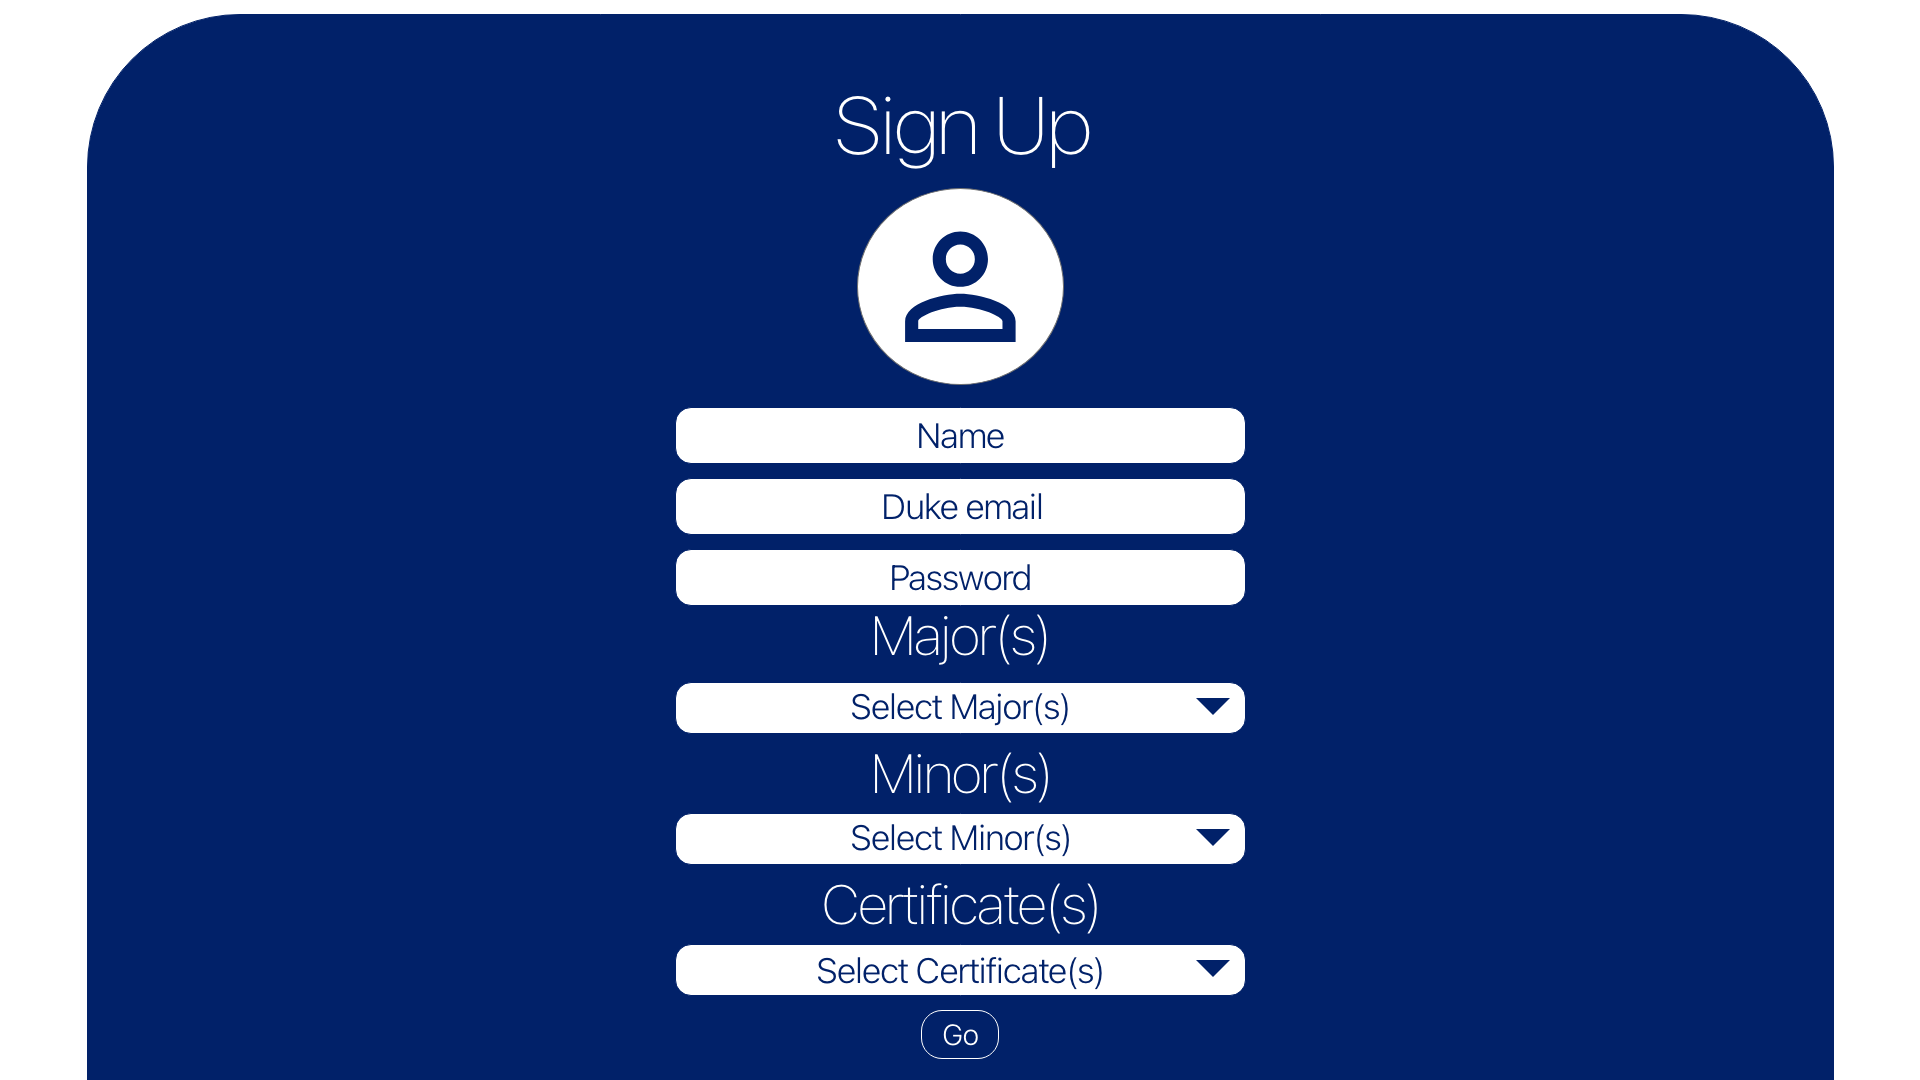 Sign Up
Name
Duke email
Password
Major(s)
Select Major(s)
Minor(s)
Select Minor(s)
Certificate(s)
Select Certificate(s)
Go